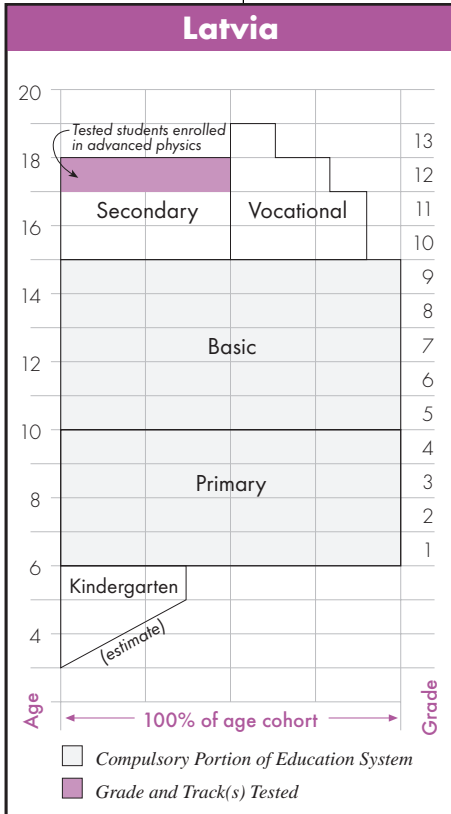 Latvia
20
Tested students enrolled
in advanced physics
13
18
12
Secondary
Vocational
11
16
10
9
14
8
Basic
7
12
6
5
10
4
Primary
3
8
2
1
6
Kindergarten
(estimate)
4
Age
100% of age cohort
Grade
Compulsory Portion of Education System
Grade and Track(s) Tested